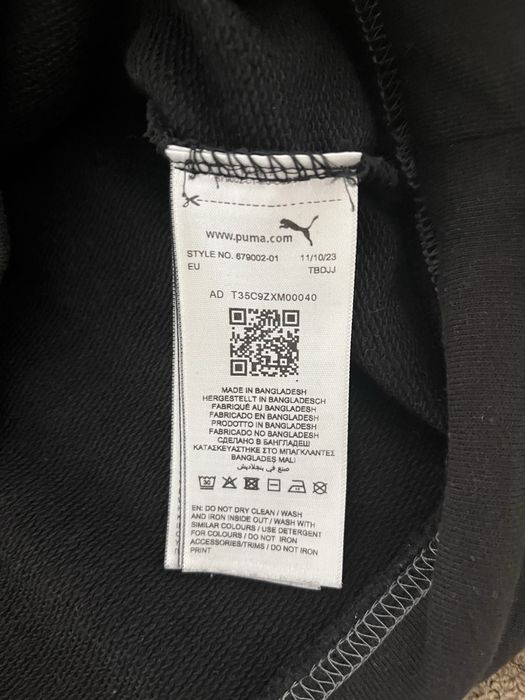 www.puma.com
STYLE NO. 679002-01 11/10/23
EU TBDJJ
AD T35C9ZXM00040
MADE IN BANGLADESH
HERGESTELLT IN BANGLADESCH
FABRIQUÉ AU BANGLADESH
FABRICADO EN BANGLADESH
PRODOTTO IN BANGLADESH
FABRICADO NO BANGLADESH
СДЕЛАНО В БАНГЛАДЕШ
ΚΑΤΑΣΚΕΥΑΣΤΗΚΕ ΣΤΟ ΜΠΑΓΚΛΑΝΤΕΣ
BANGLADEŞ MALI
صنع في بنجلاديش
30
EN: DO NOT DRY CLEAN / WASH
AND IRON INSIDE OUT / WASH WITH
SIMILAR COLOURS / USE DETERGENT
FOR COLOURS / DO NOT IRON
ACCESSORIES/TRIMS / DO NOT IRON
PRINT